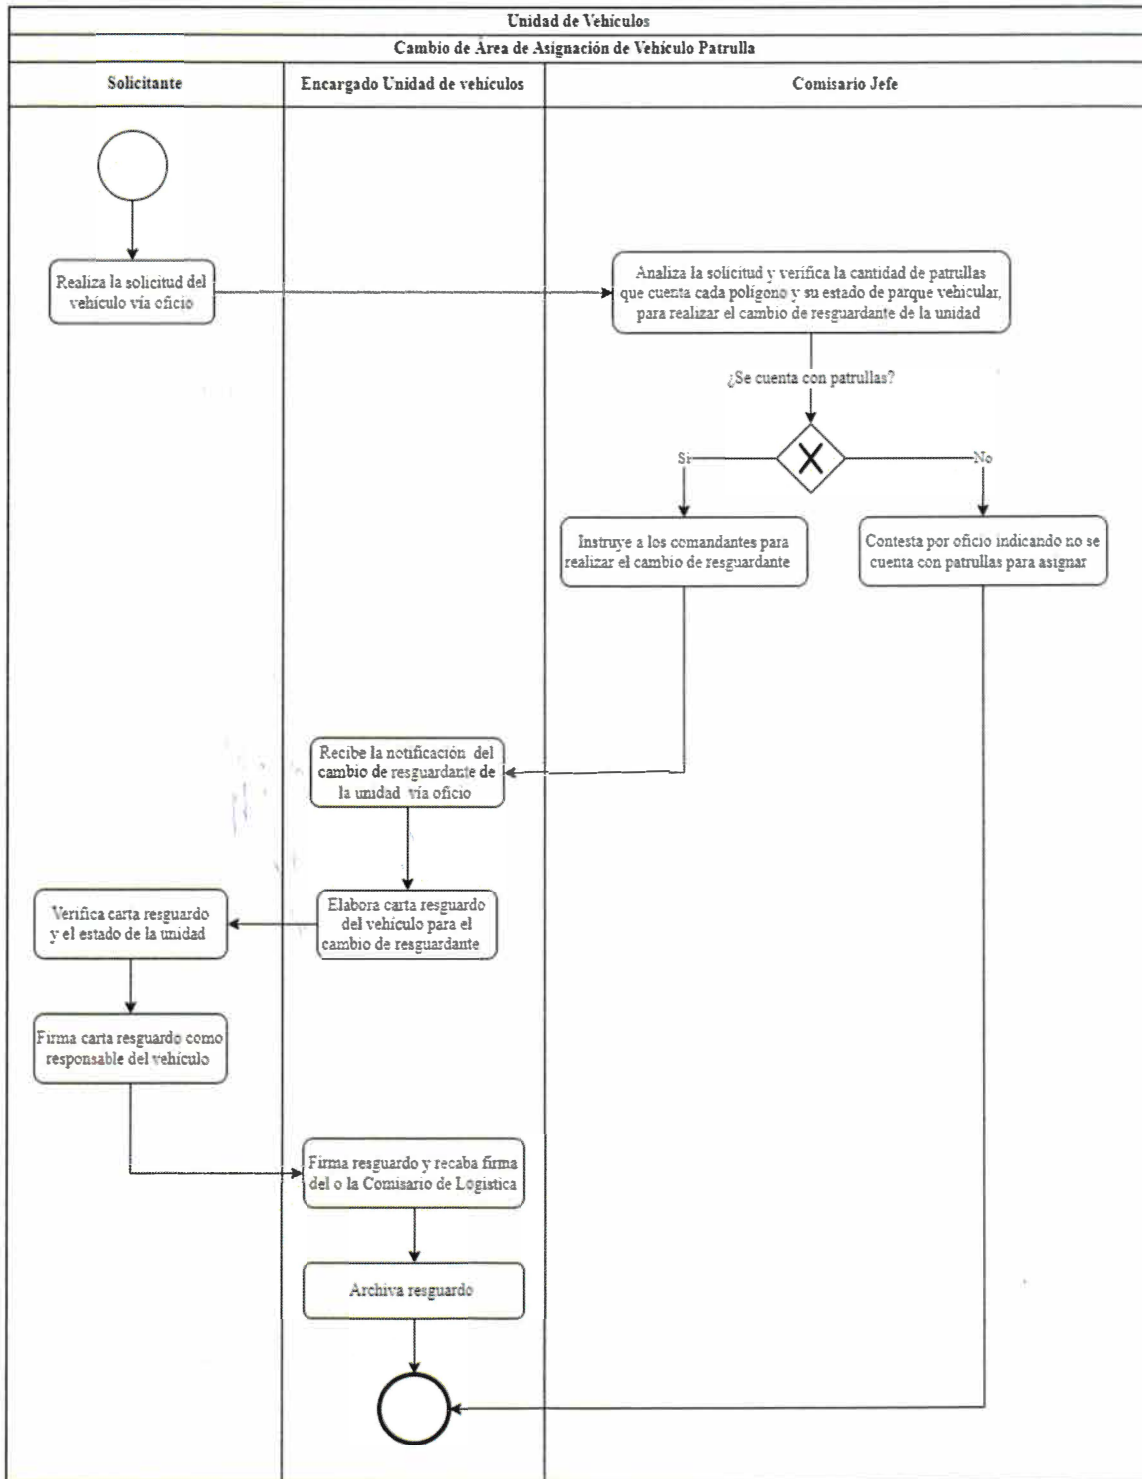 Unidad de Vehículos
Cambio de Área de Asignación de Vehículo Patrulla
Solicitante
Encargado Unidad de vehículos
Comisario Jefe
Realiza la solicitud del
vehículo vía oficio
Analiza la solicitud y verifica la cantidad de patrullas
que cuenta cada polígono y su estado de parque vehicular,
para realizar el cambio de resguardante de la unidad
¿Se cuenta con patrullas?
Si
No
Instruye a los comandantes para
realizar el cambio de resguardante
Contesta por oficio indicando no se
cuenta con patrullas para asignar
Recibe la notificación del
cambio de resguardante de
la unidad vía oficio
Elabora carta resguardo
del vehículo para el
cambio de resguardante
Verifica carta resguardo
y el estado de la unidad
Firma carta resguardo como
responsable del vehículo
Firma resguardo y recaba firma
del o la Comisario de Logistica
Archiva resguardo